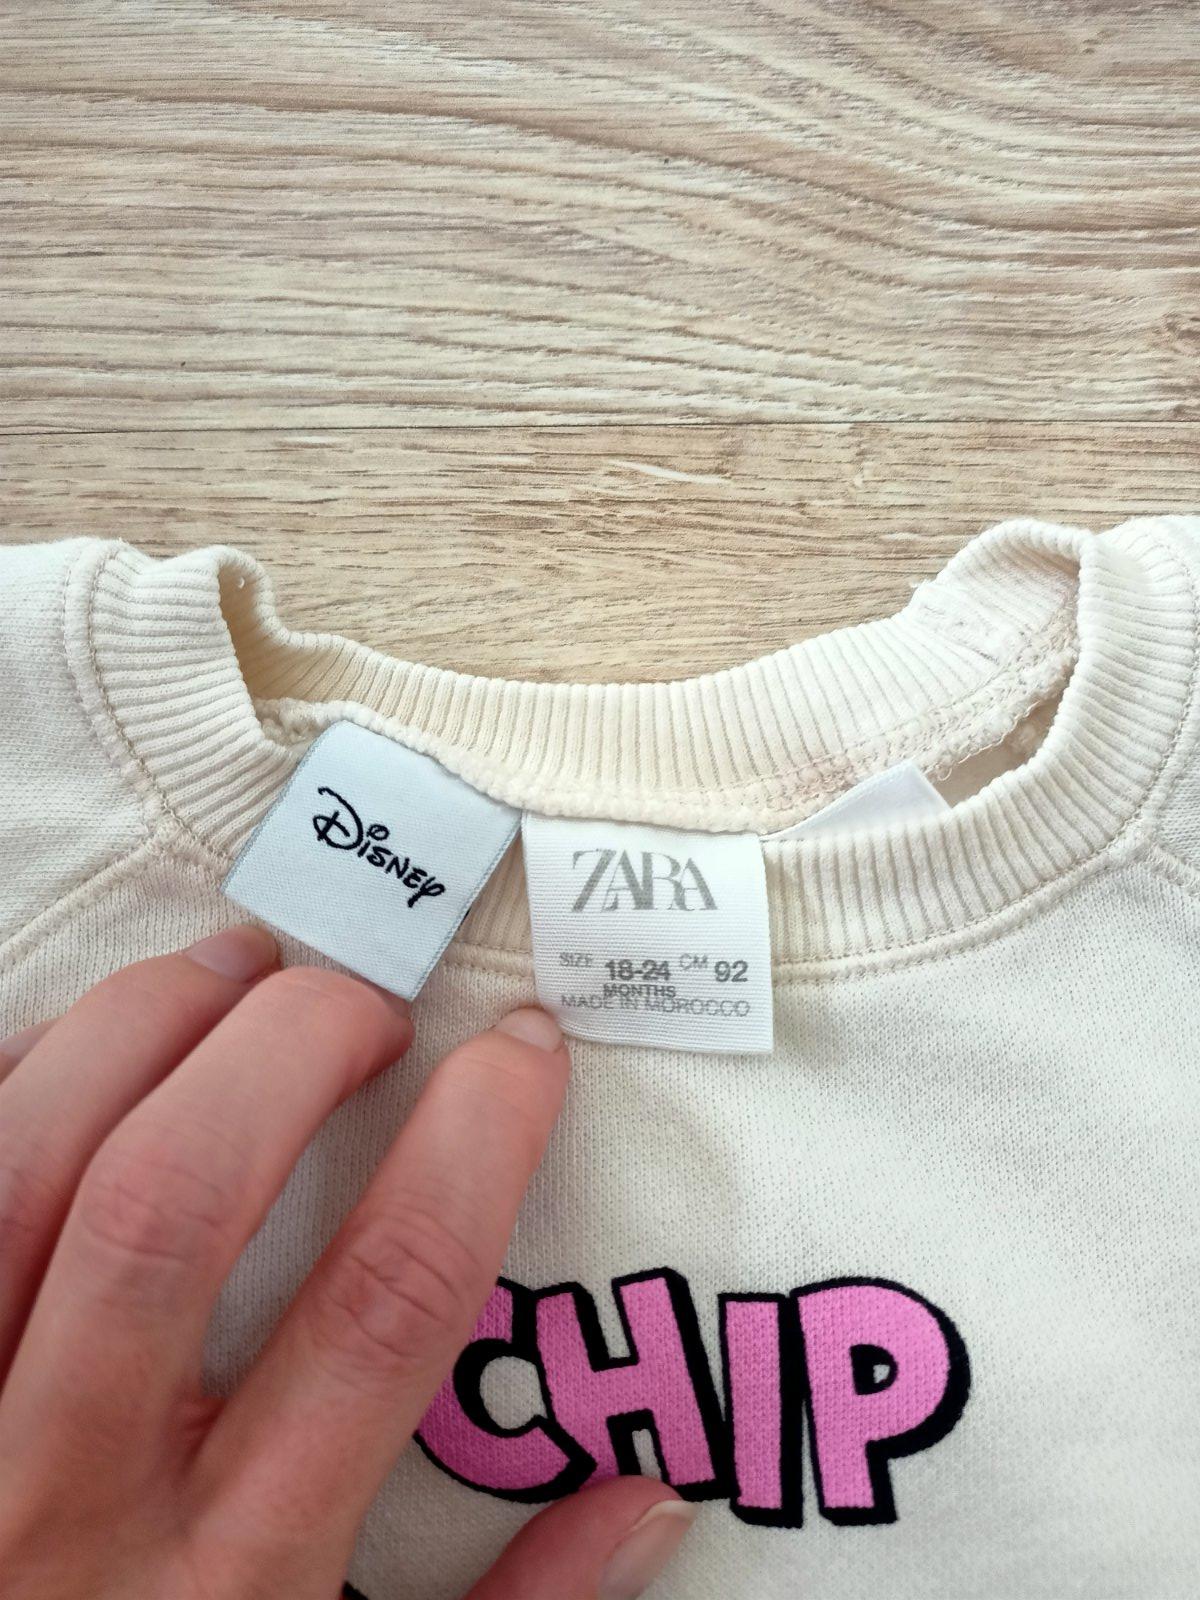 Disney
ZARA
SIZE 18-24 CM 92
MONTHS
MADE IN MOROCCO
CHIP